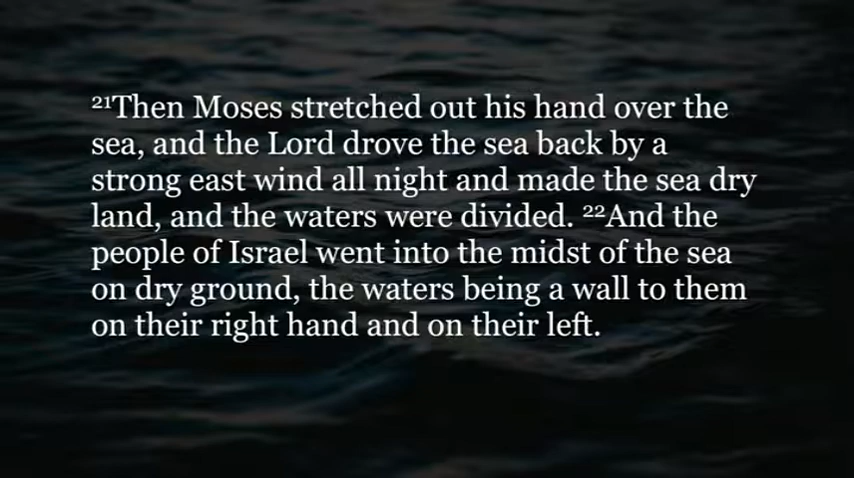 ²¹Then Moses stretched out his hand over the
sea, and the Lord drove the sea back by a
strong east wind all night and made the sea dry
land, and the waters were divided. ²²And the
people of Israel went into the midst of the sea
on dry ground, the waters being a wall to them
on their right hand and on their left.